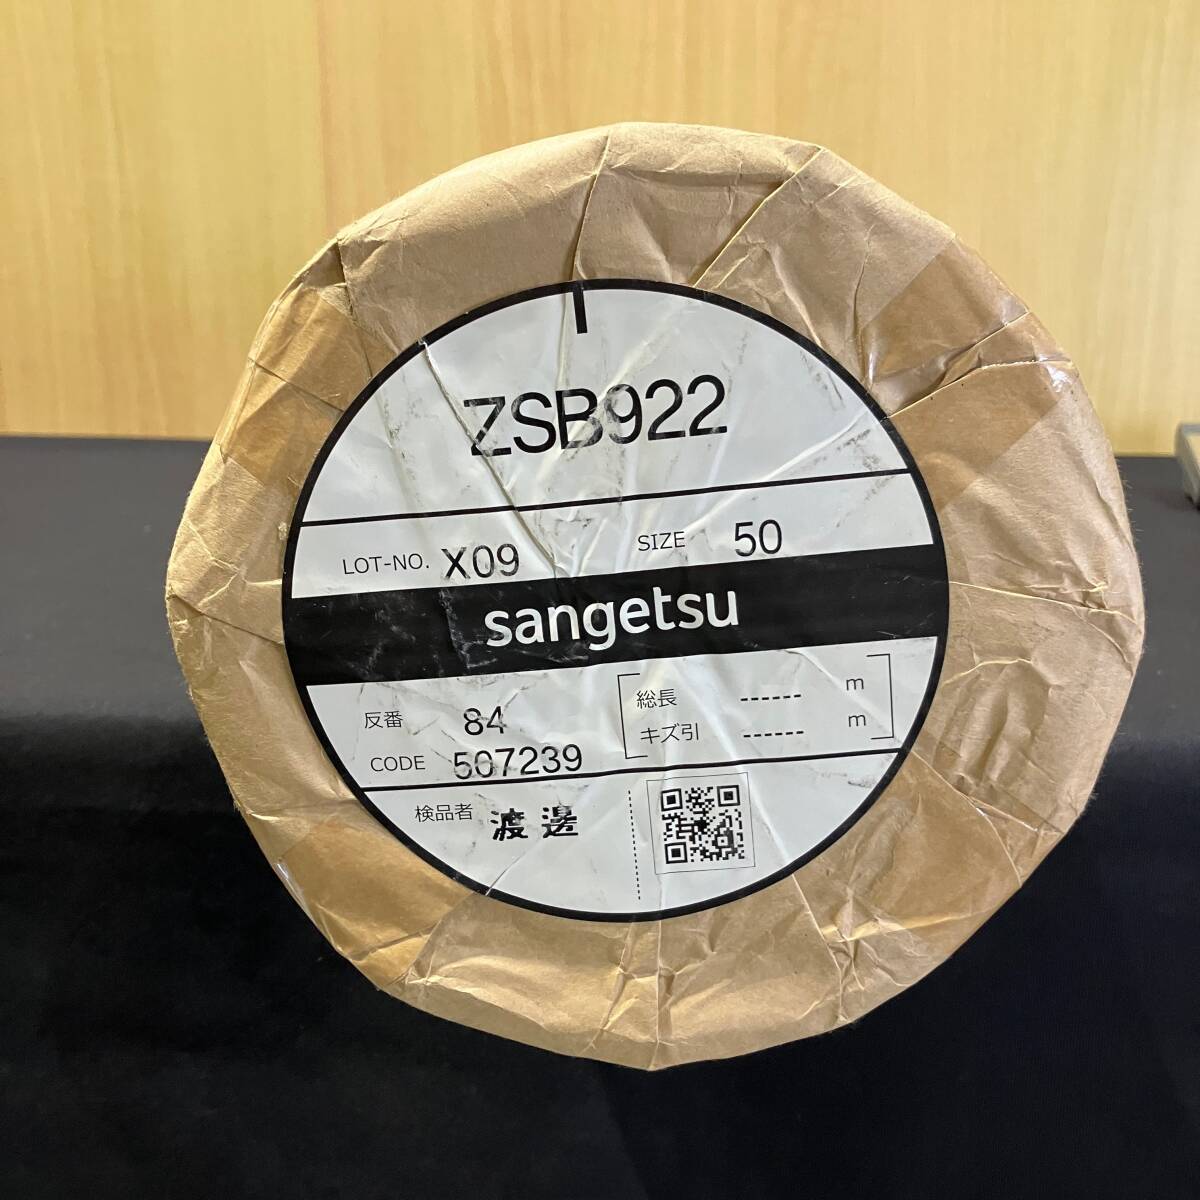 ZSB922
LOT-NO. X09 SIZE 50
sangetsu
反番 84
総長 ------ m
キズ引 ------ m
CODE 507239
検品者 渡邊